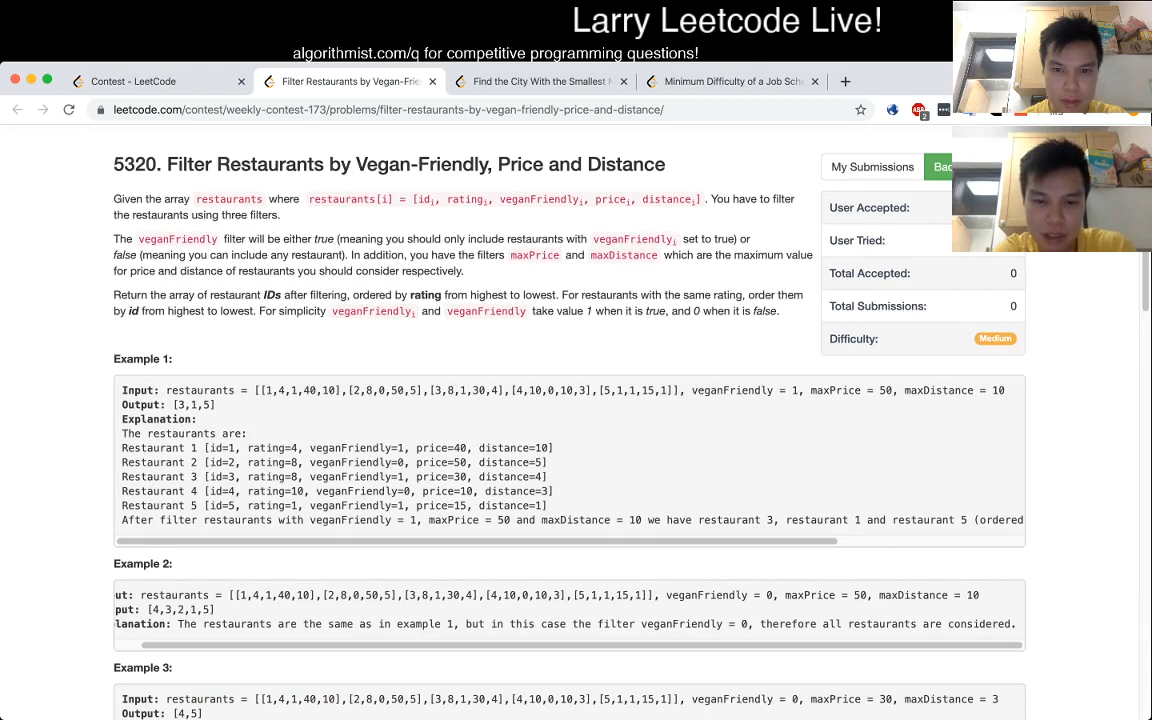 Larry Leetcode Live!
algorithmist.com/q for competitive programming questions!
Contest - LeetCode
Filter Restaurants by Vegan-Frie
Find the City With the Smallest N
Minimum Difficulty of a Job Sche
leetcode.com/contest/weekly-contest-173/problems/filter-restaurants-by-vegan-friendly-price-and-distance/
ABP
2
5320. Filter Restaurants by Vegan-Friendly, Price and Distance
My Submissions
Bac
Given the array restaurants where restaurants[i] = [idi, ratingi, veganFriendlyi, pricei, distancei]. You have to filter
the restaurants using three filters.
The veganFriendly filter will be either true (meaning you should only include restaurants with veganFriendlyi set to true) or
false (meaning you can include any restaurant). In addition, you have the filters maxPrice and maxDistance which are the maximum value
for price and distance of restaurants you should consider respectively.
Return the array of restaurant IDs after filtering, ordered by rating from highest to lowest. For restaurants with the same rating, order them
by id from highest to lowest. For simplicity veganFriendlyi and veganFriendly take value 1 when it is true, and 0 when it is false.
User Accepted:
User Tried:
Total Accepted: 0
Total Submissions: 0
Difficulty: Medium
Example 1:
Input: restaurants = [[1,4,1,40,10],[2,8,0,50,5],[3,8,1,30,4],[4,10,0,10,3],[5,1,1,15,1]], veganFriendly = 1, maxPrice = 50, maxDistance = 10
Output: [3,1,5]
Explanation:
The restaurants are:
Restaurant 1 [id=1, rating=4, veganFriendly=1, price=40, distance=10]
Restaurant 2 [id=2, rating=8, veganFriendly=0, price=50, distance=5]
Restaurant 3 [id=3, rating=8, veganFriendly=1, price=30, distance=4]
Restaurant 4 [id=4, rating=10, veganFriendly=0, price=10, distance=3]
Restaurant 5 [id=5, rating=1, veganFriendly=1, price=15, distance=1]
After filter restaurants with veganFriendly = 1, maxPrice = 50 and maxDistance = 10 we have restaurant 3, restaurant 1 and restaurant 5 (ordered
Example 2:
ut: restaurants = [[1,4,1,40,10],[2,8,0,50,5],[3,8,1,30,4],[4,10,0,10,3],[5,1,1,15,1]], veganFriendly = 0, maxPrice = 50, maxDistance = 10
put: [4,3,2,1,5]
lanation: The restaurants are the same as in example 1, but in this case the filter veganFriendly = 0, therefore all restaurants are considered.
Example 3:
Input: restaurants = [[1,4,1,40,10],[2,8,0,50,5],[3,8,1,30,4],[4,10,0,10,3],[5,1,1,15,1]], veganFriendly = 0, maxPrice = 30, maxDistance = 3
Output: [4,5]